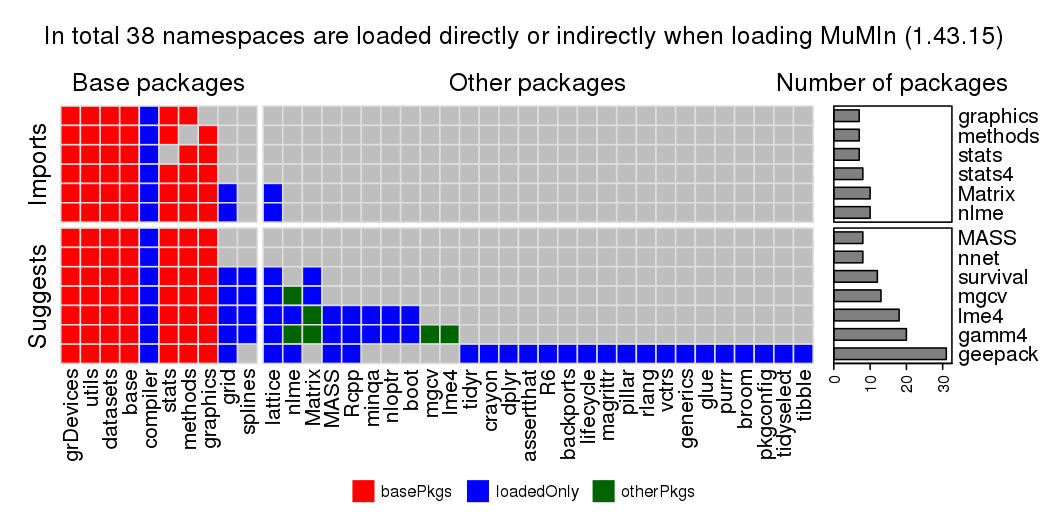 In total 38 namespaces are loaded directly or indirectly when loading MuMIn (1.43.15)
Base packages
Other packages
Number of packages
Imports
Suggests
graphics
methods
stats
stats4
Matrix
nlme
MASS
nnet
survival
mgcv
lme4
gamm4
geepack
0
10
20
30
grDevices
utils
datasets
base
compiler
stats
methods
graphics
grid
splines
lattice
nlme
Matrix
MASS
Rcpp
minqa
nloptr
boot
mgcv
lme4
tidyr
crayon
dplyr
assertthat
R6
backports
lifecycle
magrittr
pillar
rlang
vctrs
generics
glue
purrr
broom
pkgconfig
tidyselect
tibble
basePkgs
loadedOnly
otherPkgs